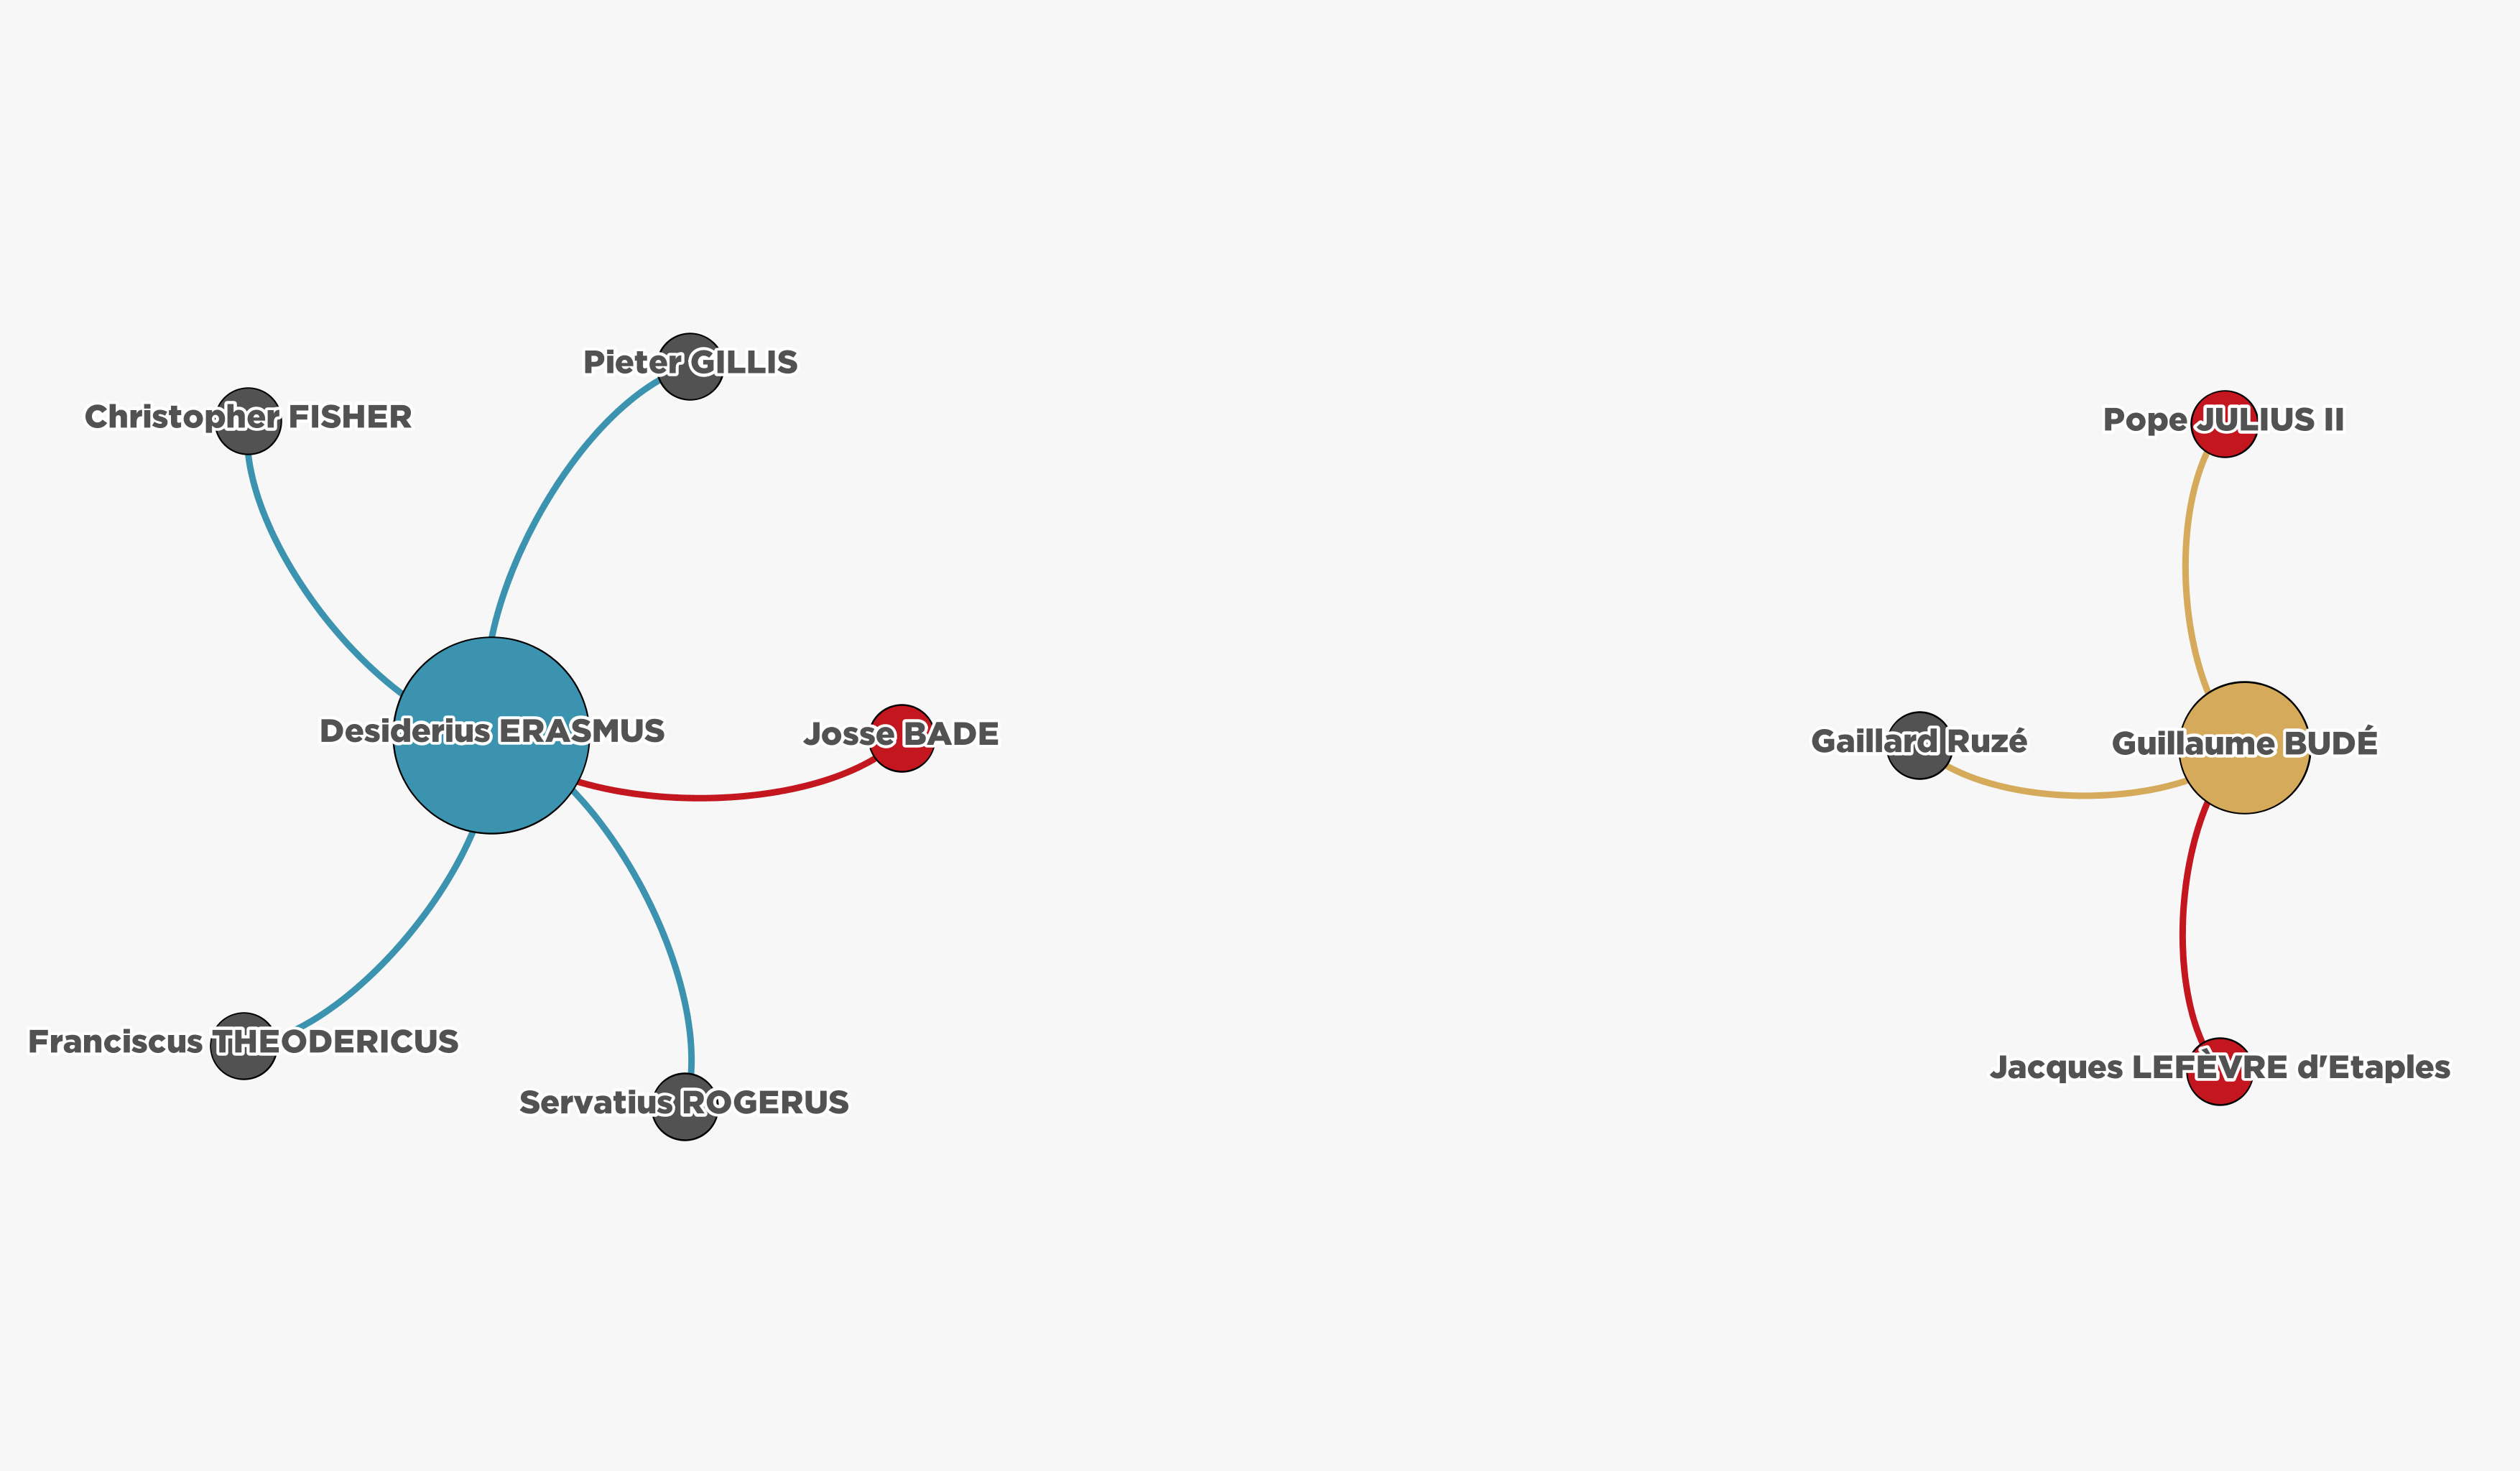 Pieter GILLIS
Christopher FISHER
Pope JULIUS II
Desiderius ERASMUS
Josse BADE
Gaillard Ruzé
Guillaume BUDÉ
Franciscus THEODERICUS
Servatius ROGERUS
Jacques LEFÈVRE d'Etaples